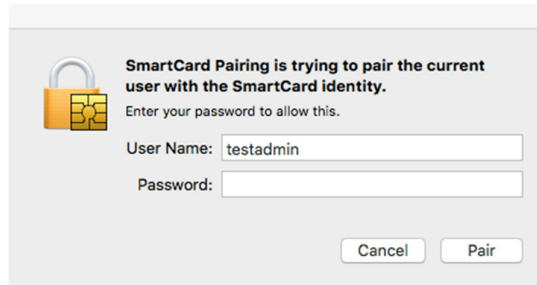 SmartCard Pairing is trying to pair the current
user with the SmartCard identity.
Enter your password to allow this.
User Name: testadmin
Password:
Cancel Pair